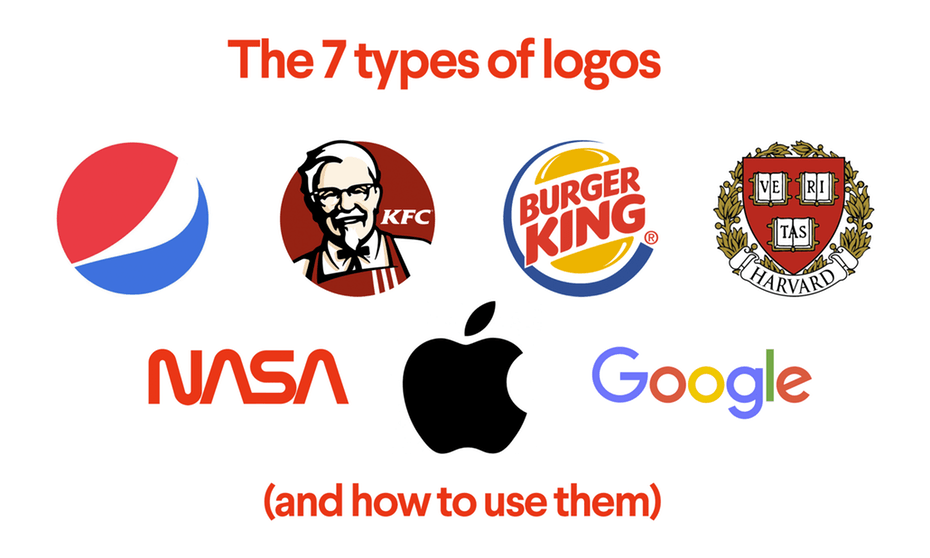 The 7 types of logos
KFC
BURGER
KING
®
VE RI
TAS
HARVARD
NASA
Google
(and how to use them)